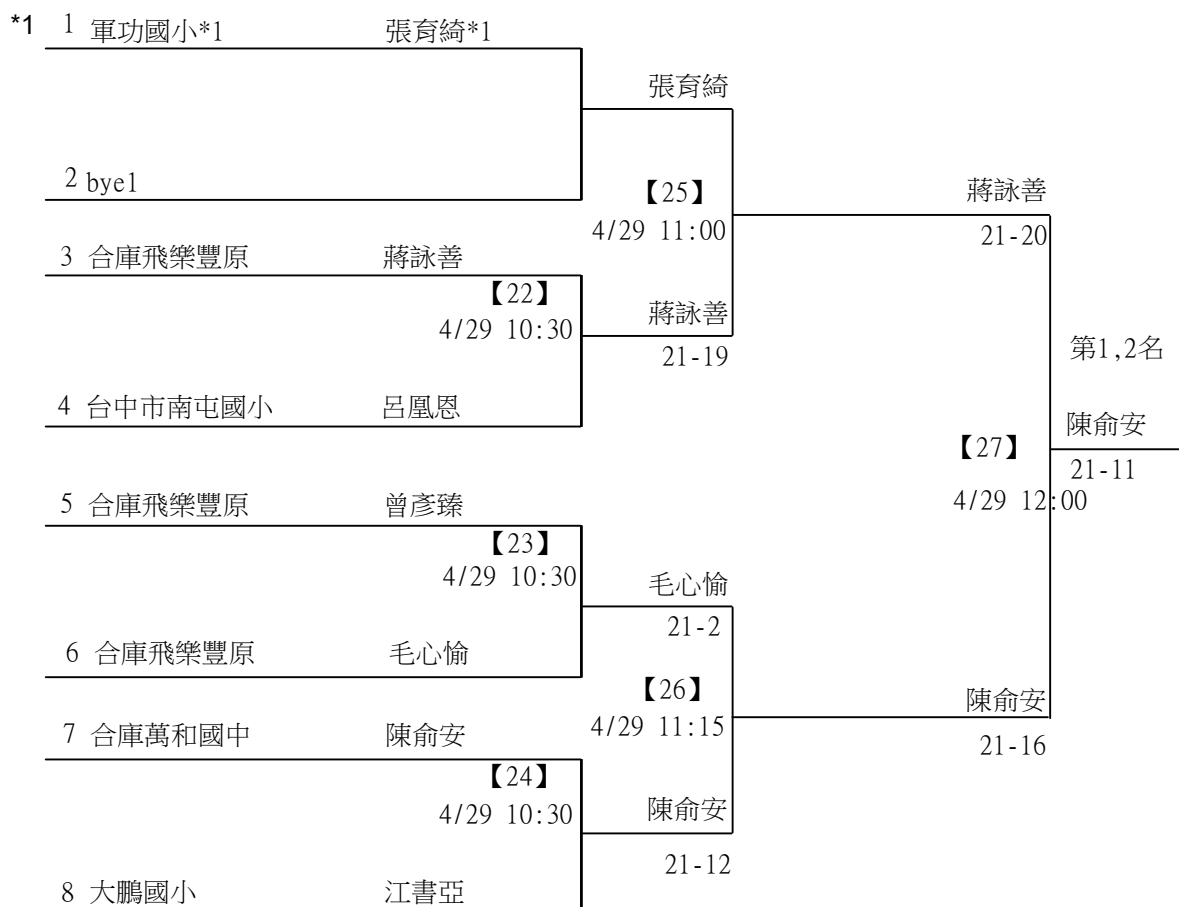 *1 1 軍功國小*1 張育綺*1
張育綺
2 bye1
【25】
4/29 11:00
蔣詠善
21-20
3 合庫飛樂豐原 蔣詠善
【22】
4/29 10:30
蔣詠善
21-19
第1,2名
4 台中市南屯國小 呂凰恩
陳俞安
【27】
21-11
4/29 12:00
5 合庫飛樂豐原 曾彥臻
【23】
4/29 10:30
毛心愉
21-2
6 合庫飛樂豐原 毛心愉
【26】
4/29 11:15
陳俞安
21-16
7 合庫萬和國中 陳俞安
【24】
4/29 10:30
陳俞安
21-12
8 大鵬國小 江書亞